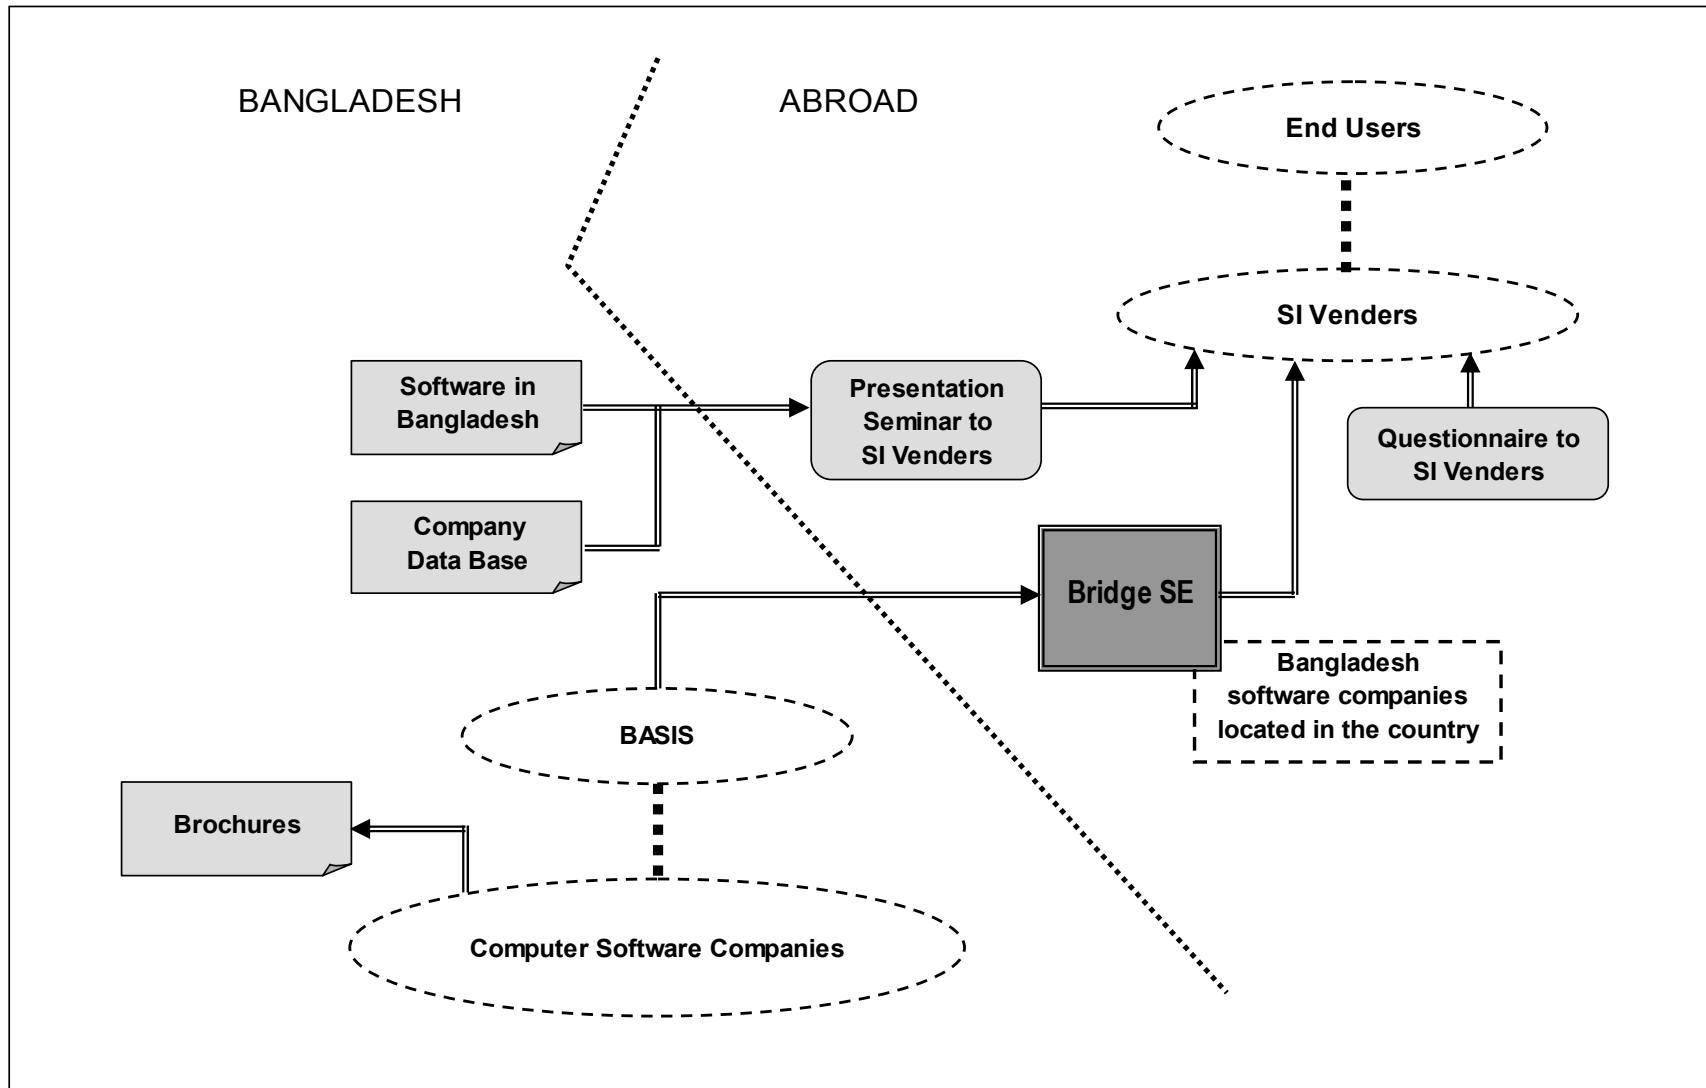 BANGLADESH
ABROAD
End Users
SI Venders
Software in
Bangladesh
Presentation
Seminar to
SI Venders
Questionnaire to
SI Venders
Company
Data Base
Bridge SE
Bangladesh
software companies
located in the country
BASIS
Brochures
Computer Software Companies